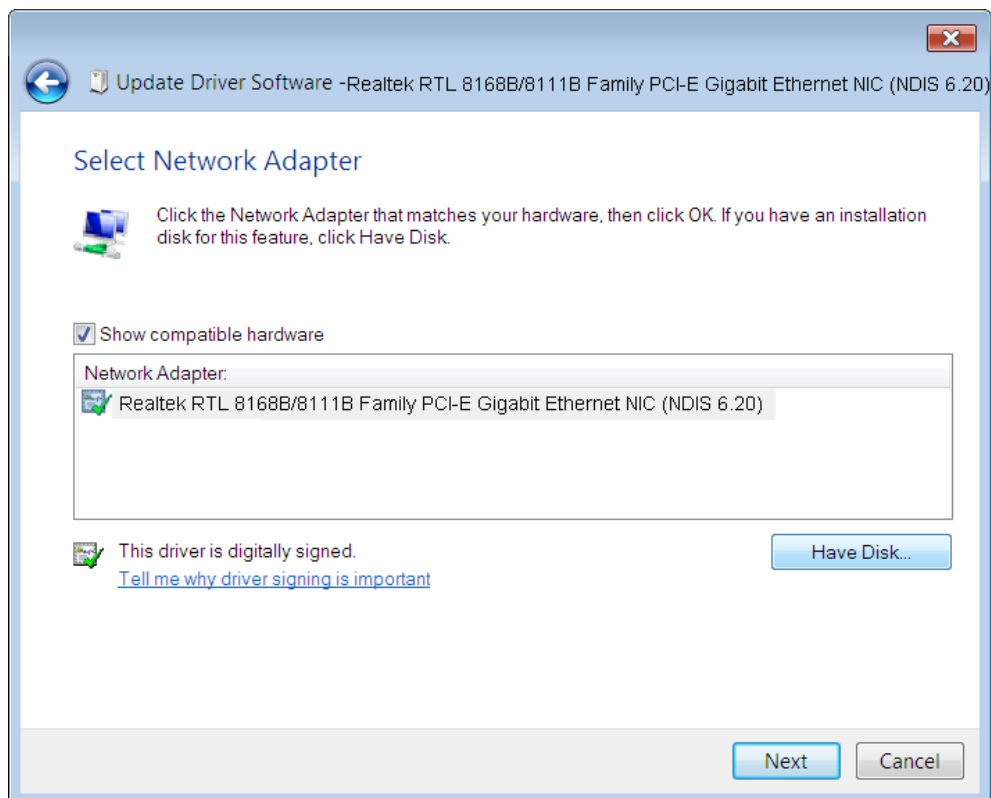 Update Driver Software -Realtek RTL 8168B/8111B Family PCI-E Gigabit Ethernet NIC (NDIS 6.20)
Select Network Adapter
Click the Network Adapter that matches your hardware, then click OK. If you have an installation
disk for this feature, click Have Disk.
Show compatible hardware
Network Adapter:
Realtek RTL 8168B/8111B Family PCI-E Gigabit Ethernet NIC (NDIS 6.20)
This driver is digitally signed.
Have Disk...
Tell me why driver signing is important
Next
Cancel